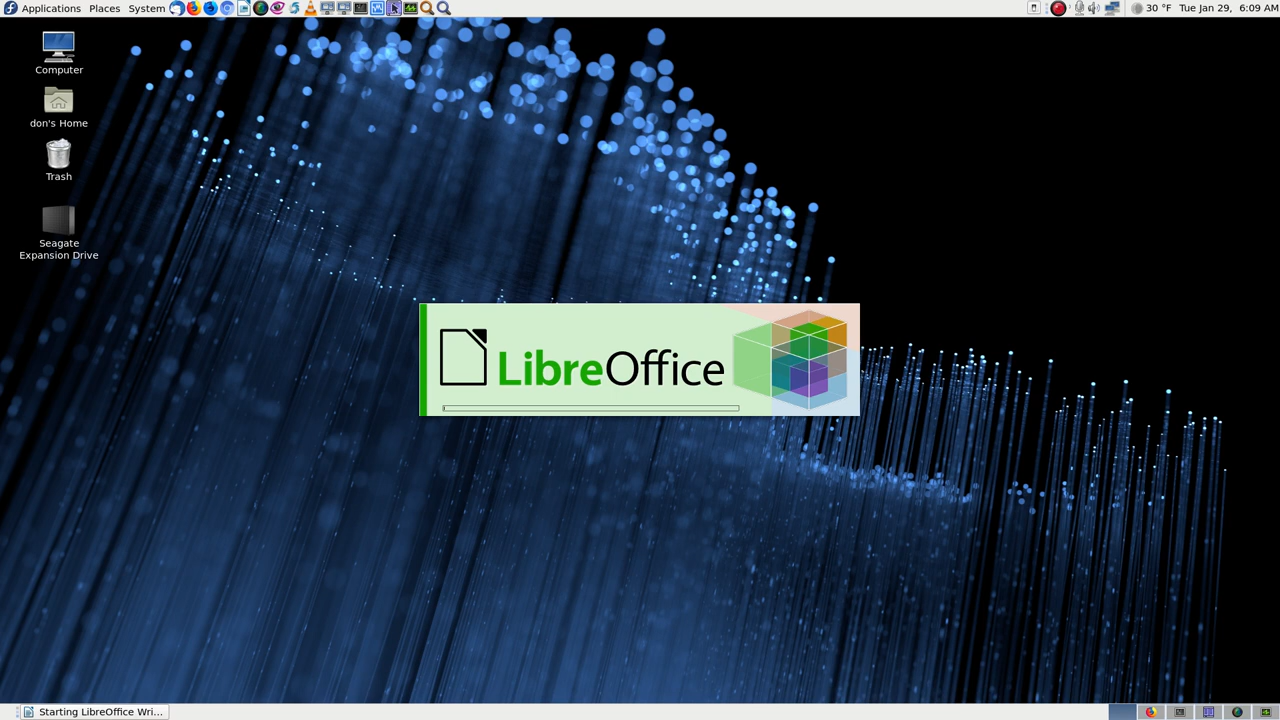 Applications Places System 30 °F Tue Jan 29, 6:09 AM
Computer
don's Home
Trash
Seagate
Expansion Drive
LibreOffice
Starting LibreOffice Wri...